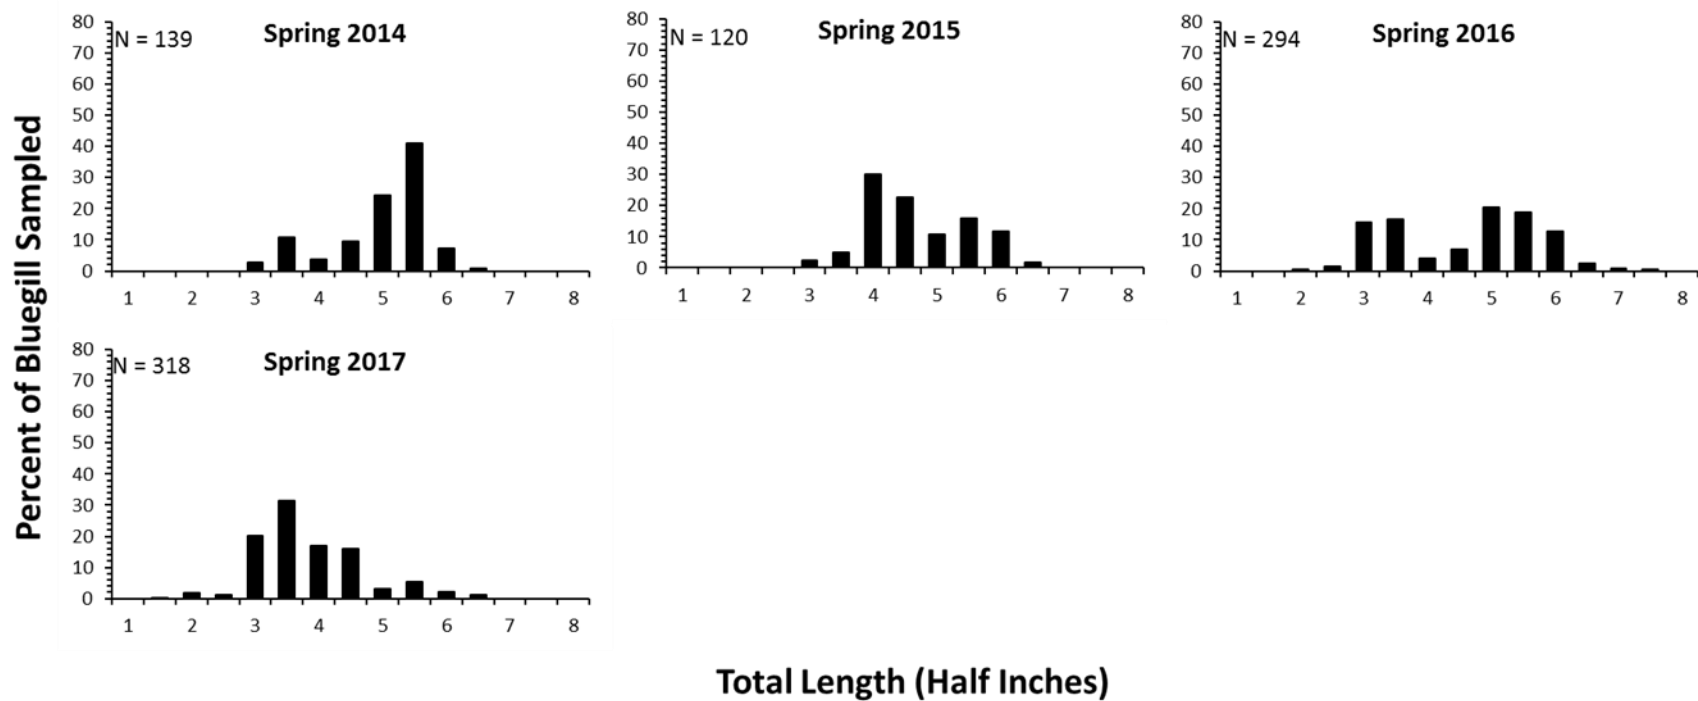 Percent of Bluegill Sampled
N = 139
Spring 2014
80
70
60
50
40
30
20
10
0
1 2 3 4 5 6 7 8
N = 120
Spring 2015
80
70
60
50
40
30
20
10
0
1 2 3 4 5 6 7 8
N = 294
Spring 2016
80
70
60
50
40
30
20
10
0
1 2 3 4 5 6 7 8
N = 318
Spring 2017
80
70
60
50
40
30
20
10
0
1 2 3 4 5 6 7 8
Total Length (Half Inches)